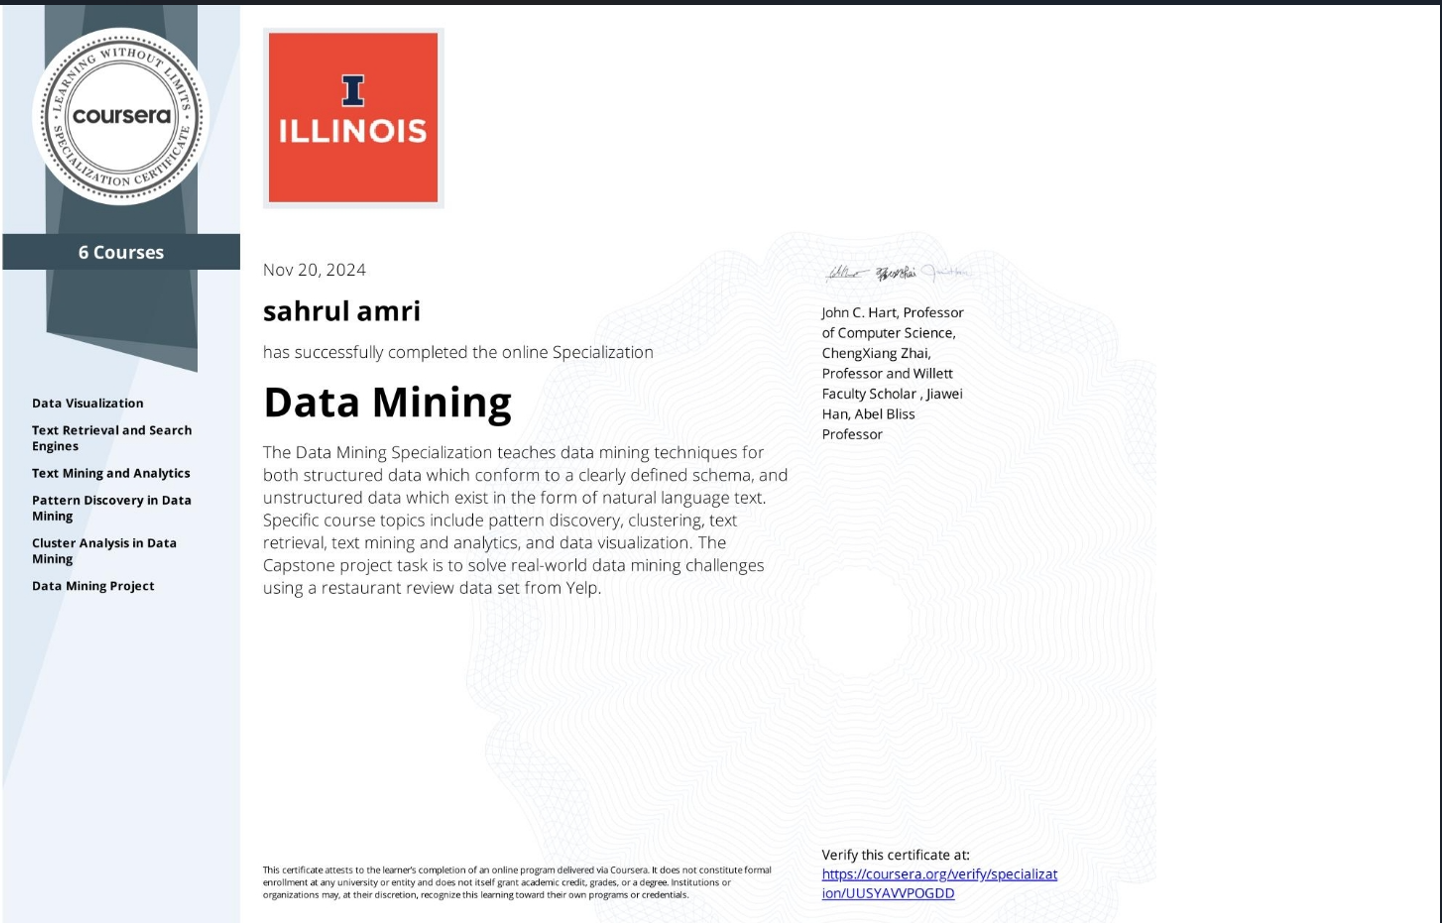 LEARNING WITHOUT LIMITS
coursera
SPECIALIZATION CERTIFICATE
6 Courses
Data Visualization
Text Retrieval and Search
Engines
Text Mining and Analytics
Pattern Discovery in Data
Mining
Cluster Analysis in Data
Mining
Data Mining Project
I
ILLINOIS
Nov 20, 2024
sahrul amri
has successfully completed the online Specialization
Data Mining
The Data Mining Specialization teaches data mining techniques for
both structured data which conform to a clearly defined schema, and
unstructured data which exist in the form of natural language text.
Specific course topics include pattern discovery, clustering, text
retrieval, text mining and analytics, and data visualization. The
Capstone project task is to solve real-world data mining challenges
using a restaurant review data set from Yelp.
John C. Hart, Professor
of Computer Science,
ChengXiang Zhai,
Professor and Willett
Faculty Scholar , Jiawei
Han, Abel Bliss
Professor
This certificate attests to the learner's completion of an online program delivered via Coursera. It does not constitute formal
enrollment at any university or entity and does not itself grant academic credit, grades, or a degree. Institutions or
organizations may, at their discretion, recognize this learning toward their own programs or credentials.
Verify this certificate at:
https://coursera.org/verify/specializat
ion/UUSYAVVPOGDD